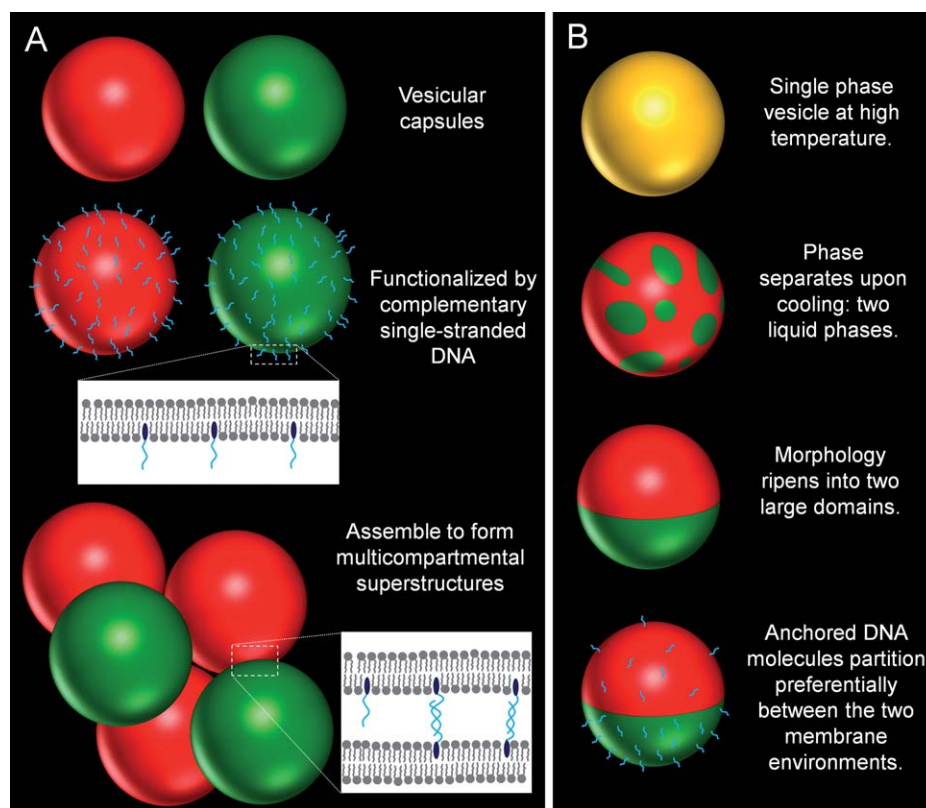 A
Vesicular
capsules
Functionalized by
complementary
single-stranded
DNA
Assemble to form
multicompartmental
superstructures
B
Single phase
vesicle at high
temperature.
Phase
separates upon
cooling: two
liquid phases.
Morphology
ripens into two
large domains.
Anchored DNA
molecules partition
preferentially
between the two
membrane
environments.